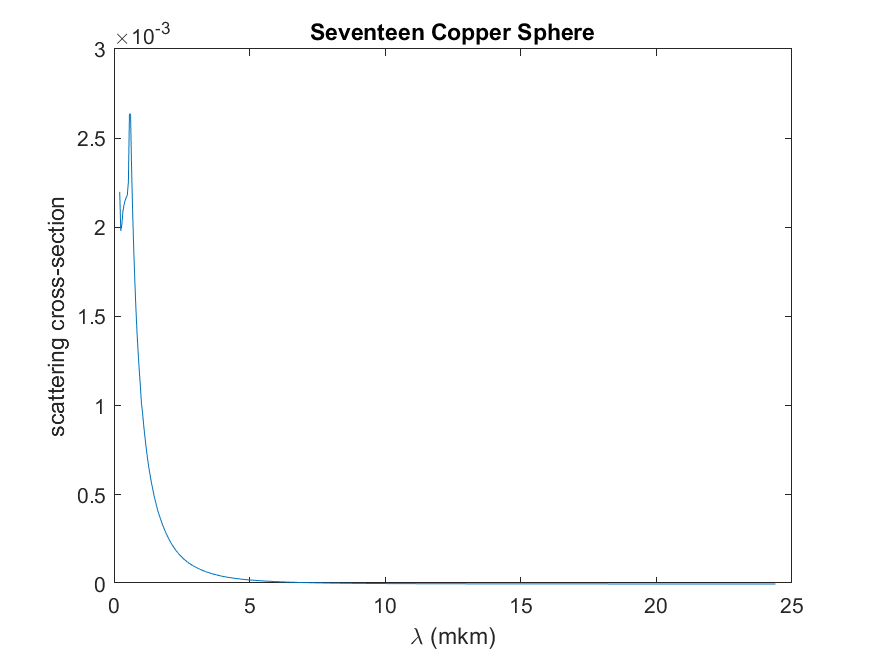 Seventeen Copper Sphere
×10-3
3
2.5
2
1.5
1
0.5
0
scattering cross-section
0 5 10 15 20 25
λ (mkm)